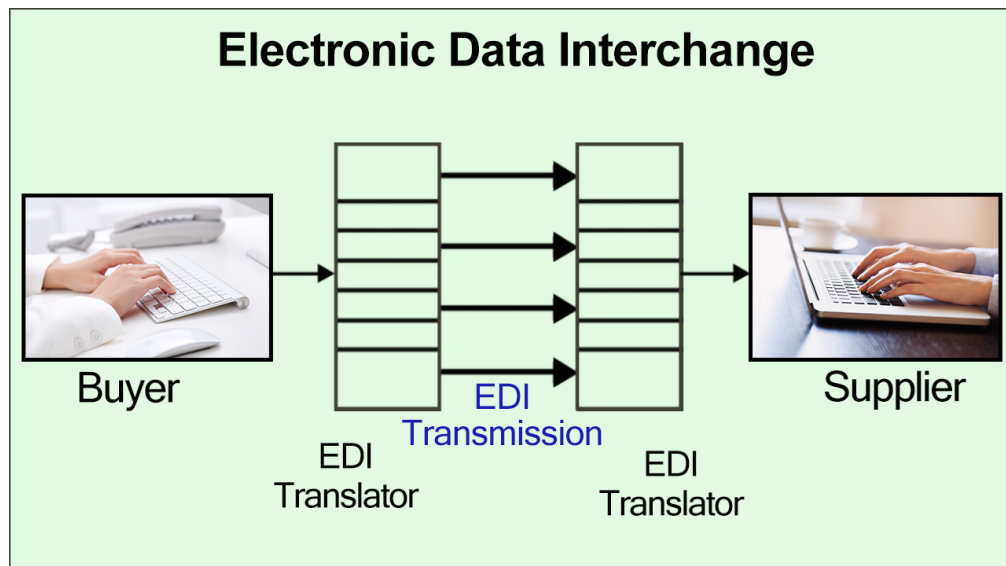 Electronic Data Interchange
Buyer
EDI
Translator
EDI
Transmission
EDI
Translator
Supplier